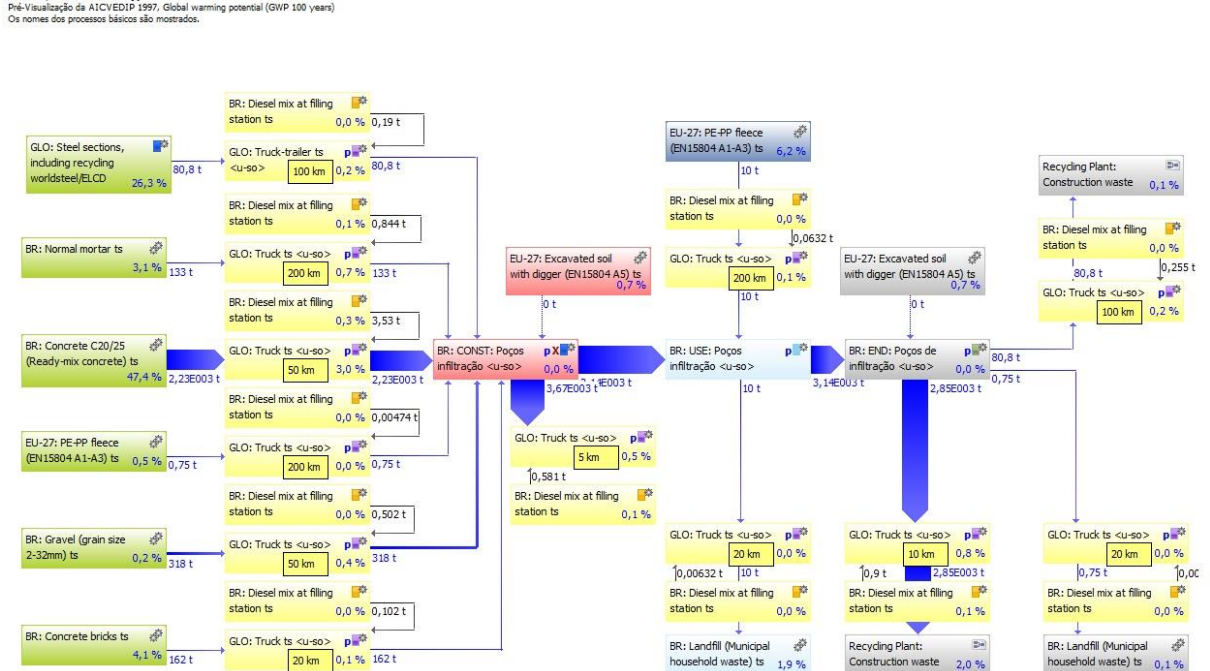 Pré-Visualização da AICVEDIP 1997, Global warming potential (GWP 100 years)
Os nomes dos processos básicos são mostrados.
BR: Diesel mix at filling
station ts
0,0 %
0,19 t
GLO: Steel sections,
including recycling
worldsteel/ELCD
26,3 %
80,8 t
GLO: Truck-trailer ts
<u-so>
100 km
0,2 %
80,8 t
BR: Diesel mix at filling
station ts
0,1 %
0,844 t
BR: Normal mortar ts
3,1 %
133 t
GLO: Truck ts <u-so>
200 km
0,7 %
133 t
BR: Diesel mix at filling
station ts
0,3 %
3,53 t
BR: Concrete C20/25
(Ready-mix concrete) ts
47,4 %
2,23E003 t
GLO: Truck ts <u-so>
50 km
3,0 %
2,23E003 t
BR: Diesel mix at filling
station ts
0,0 %
0,00474 t
EU-27: PE-PP fleece
(EN15804 A1-A3) ts
0,5 %
0,75 t
GLO: Truck ts <u-so>
200 km
0,0 %
0,75 t
BR: Diesel mix at filling
station ts
0,0 %
0,502 t
BR: Gravel (grain size
2-32mm) ts
0,2 %
318 t
GLO: Truck ts <u-so>
50 km
0,4 %
318 t
BR: Diesel mix at filling
station ts
0,0 %
0,102 t
BR: Concrete bricks ts
4,1 %
162 t
GLO: Truck ts <u-so>
20 km
0,1 %
162 t
EU-27: Excavated soil
with digger (EN15804 A5) ts
0,7 %
0 t
BR: CONST: Poços
infiltração <u-so>
p X
0,0 %
3,67E003 t
GLO: Truck ts <u-so>
5 km
0,5 %
0,581 t
BR: Diesel mix at filling
station ts
0,1 %
EU-27: PE-PP fleece
(EN15804 A1-A3) ts
6,2 %
10 t
BR: Diesel mix at filling
station ts
0,0 %
0,0632 t
GLO: Truck ts <u-so>
200 km
0,1 %
10 t
BR: USE: Poços
infiltração <u-so>
p
3,14E003 t
10 t
GLO: Truck ts <u-so>
20 km
0,0 %
0,00632 t
10 t
BR: Diesel mix at filling
station ts
0,0 %
BR: Landfill (Municipal
household waste) ts
1,9 %
EU-27: Excavated soil
with digger (EN15804 A5) ts
0,7 %
0 t
BR: END: Poços de
infiltração <u-so>
p
0,0 %
80,8 t
0,75 t
2,85E003 t
GLO: Truck ts <u-so>
10 km
0,8 %
0,9 t
2,85E003 t
BR: Diesel mix at filling
station ts
0,1 %
Recycling Plant:
Construction waste
2,0 %
Recycling Plant:
Construction waste
0,1 %
BR: Diesel mix at filling
station ts
0,0 %
80,8 t
0,255 t
GLO: Truck ts <u-so>
100 km
0,2 %
GLO: Truck ts <u-so>
20 km
0,0 %
0,75 t
BR: Diesel mix at filling
station ts
0,0 %
BR: Landfill (Municipal
household waste) ts
0,1 %